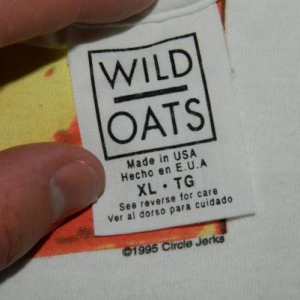 WILD
OATS
Made in USA
Hecho en E.U.A
XL · TG
See reverse for care
Ver al dorso para cuidado
©1995 Circle Jerks